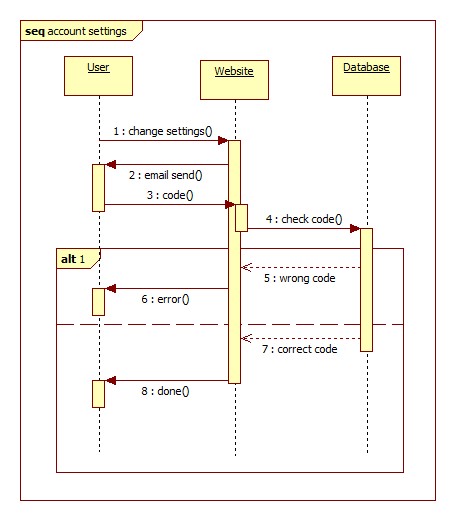 seq account settings
User
Website
Database
1 : change settings()
2 : email send()
3 : code()
4 : check code()
alt 1
5 : wrong code
6 : error()
7 : correct code
8 : done()